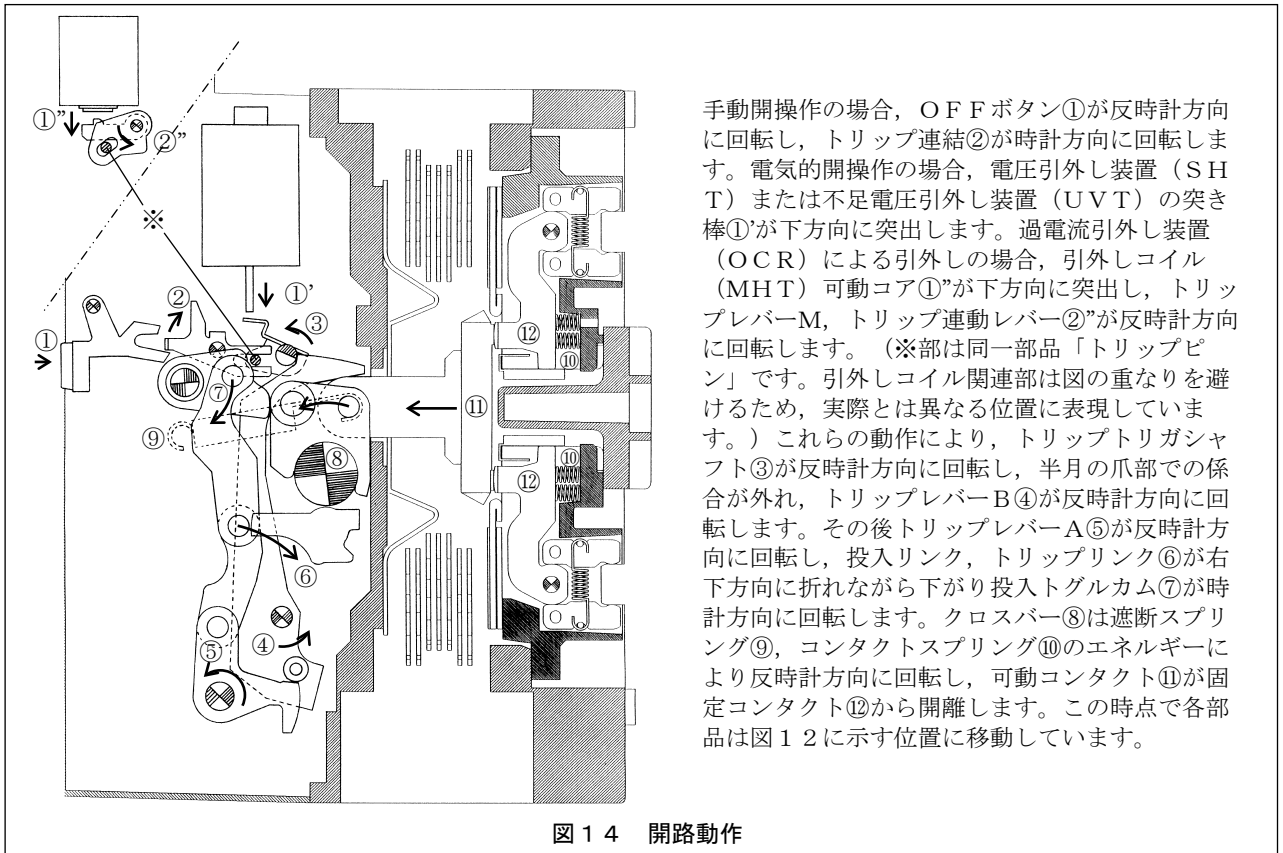 ①”
②”
※
①’
②
③
①
⑦
⑨
⑪
⑧
⑫
⑩
⑩
⑫
⑥
④
⑤
手動開操作の場合，ＯＦＦボタン①が反時計方向
に回転し，トリップ連結②が時計方向に回転しま
す。電気的開操作の場合，電圧引外し装置（ＳＨ
Ｔ）または不足電圧引外し装置（ＵＶＴ）の突き
棒①’が下方向に突出します。過電流引外し装置
（ＯＣＲ）による引外しの場合，引外しコイル
（ＭＨＴ）可動コア①”が下方向に突出し，トリッ
プレバーＭ，トリップ連動レバー②”が反時計方向
に回転します。（※部は同一部品「トリップピ
ン」です。引外しコイル関連部は図の重なりを避
けるため，実際とは異なる位置に表現していま
す。）これらの動作により，トリップトリガシャ
フト③が反時計方向に回転し，半月の爪部での係
合が外れ，トリップレバーＢ④が反時計方向に回
転します。その後トリップレバーＡ⑤が反時計方
向に回転し，投入リンク，トリップリンク⑥が右
下方向に折れながら下がり投入トグルカム⑦が時
計方向に回転します。クロスバー⑧は遮断スプリ
ング⑨，コンタクトスプリング⑩のエネルギーに
より反時計方向に回転し，可動コンタクト⑪が固
定コンタクト⑫から開離します。この時点で各部
品は図１２に示す位置に移動しています。
図１４　開路動作